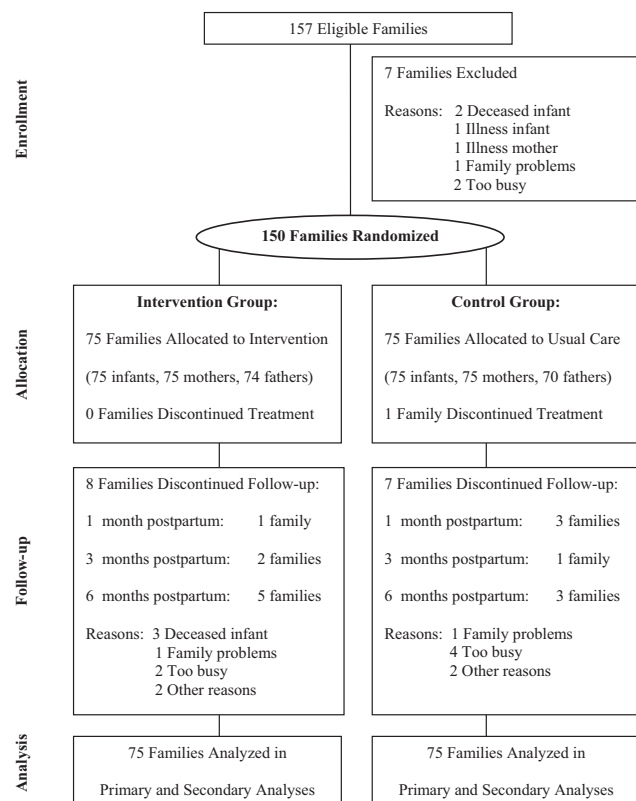 157 Eligible Families
Enrollment
7 Families Excluded
Reasons: 2 Deceased infant
1 Illness infant
1 Illness mother
1 Family problems
2 Too busy
150 Families Randomized
Allocation
Intervention Group:
75 Families Allocated to Intervention
(75 infants, 75 mothers, 74 fathers)
0 Families Discontinued Treatment
Control Group:
75 Families Allocated to Usual Care
(75 infants, 75 mothers, 70 fathers)
1 Family Discontinued Treatment
Follow-up
8 Families Discontinued Follow-up:
1 month postpartum: 1 family
3 months postpartum: 2 families
6 months postpartum: 5 families
Reasons: 3 Deceased infant
1 Family problems
2 Too busy
2 Other reasons
7 Families Discontinued Follow-up:
1 month postpartum: 3 families
3 months postpartum: 1 family
6 months postpartum: 3 families
Reasons: 1 Family problems
4 Too busy
2 Other reasons
Analysis
75 Families Analyzed in
Primary and Secondary Analyses
75 Families Analyzed in
Primary and Secondary Analyses